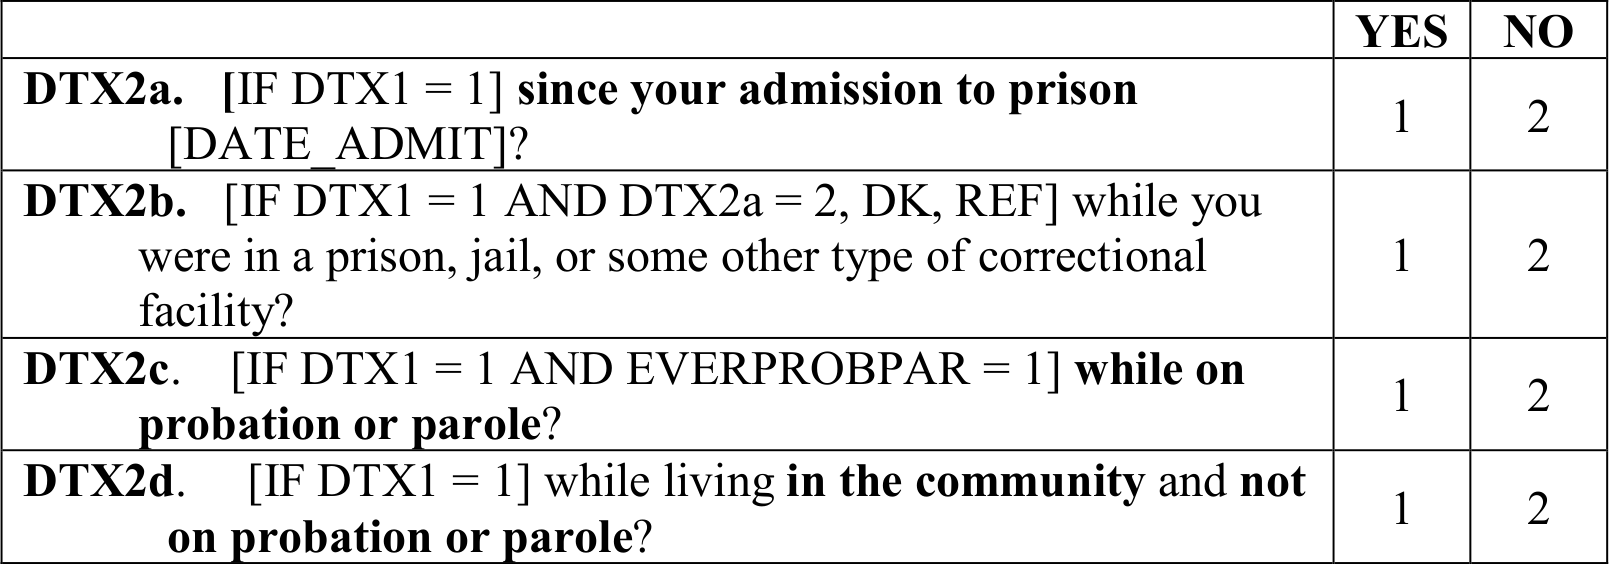 YES NO
DTX2a. [IF DTX1 = 1] since your admission to prison
[DATE_ADMIT]?
1 2
DTX2b. [IF DTX1 = 1 AND DTX2a = 2, DK, REF] while you
were in a prison, jail, or some other type of correctional
facility?
1 2
DTX2c. [IF DTX1 = 1 AND EVERPROBPAR = 1] while on
probation or parole?
1 2
DTX2d. [IF DTX1 = 1] while living in the community and not
on probation or parole?
1 2